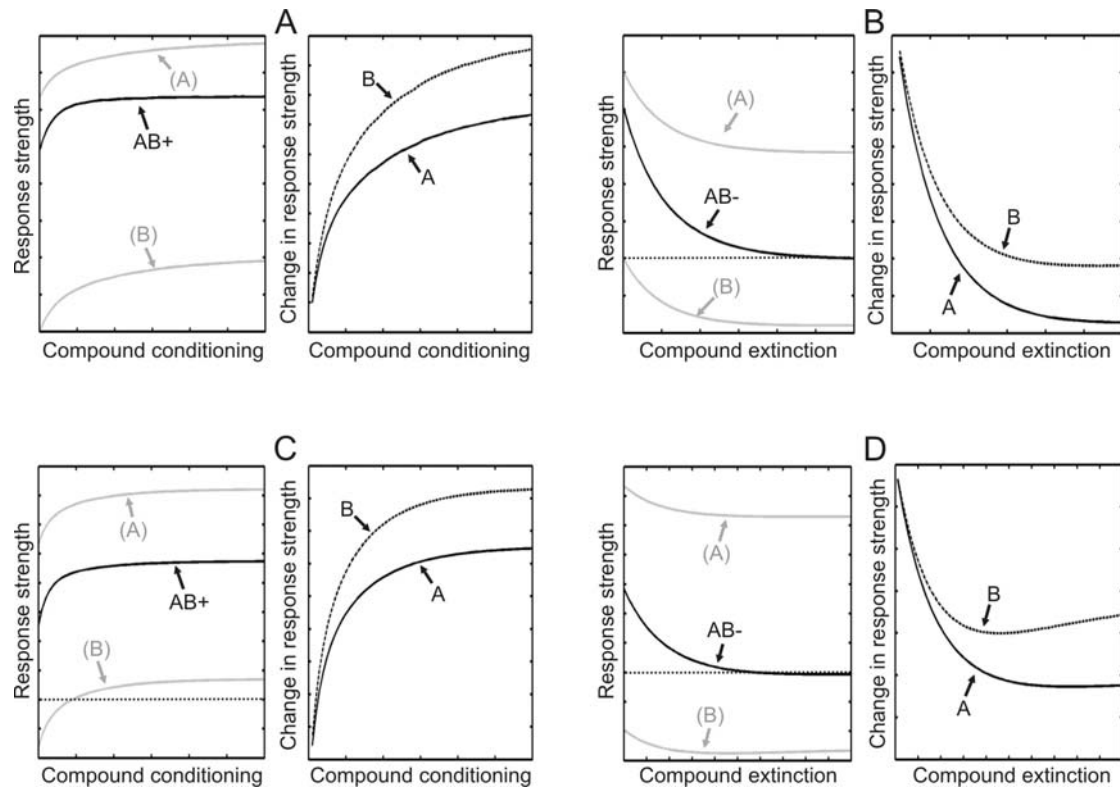 A
Response strength
(A)
AB+
(B)
Compound conditioning
Change in response strength
B
A
Compound conditioning
B
Response strength
(A)
AB-
(B)
Compound extinction
Change in response strength
B
A
Compound extinction
C
Response strength
(A)
AB+
(B)
Compound conditioning
Change in response strength
B
A
Compound conditioning
D
Response strength
(A)
AB-
(B)
Compound extinction
Change in response strength
B
A
Compound extinction